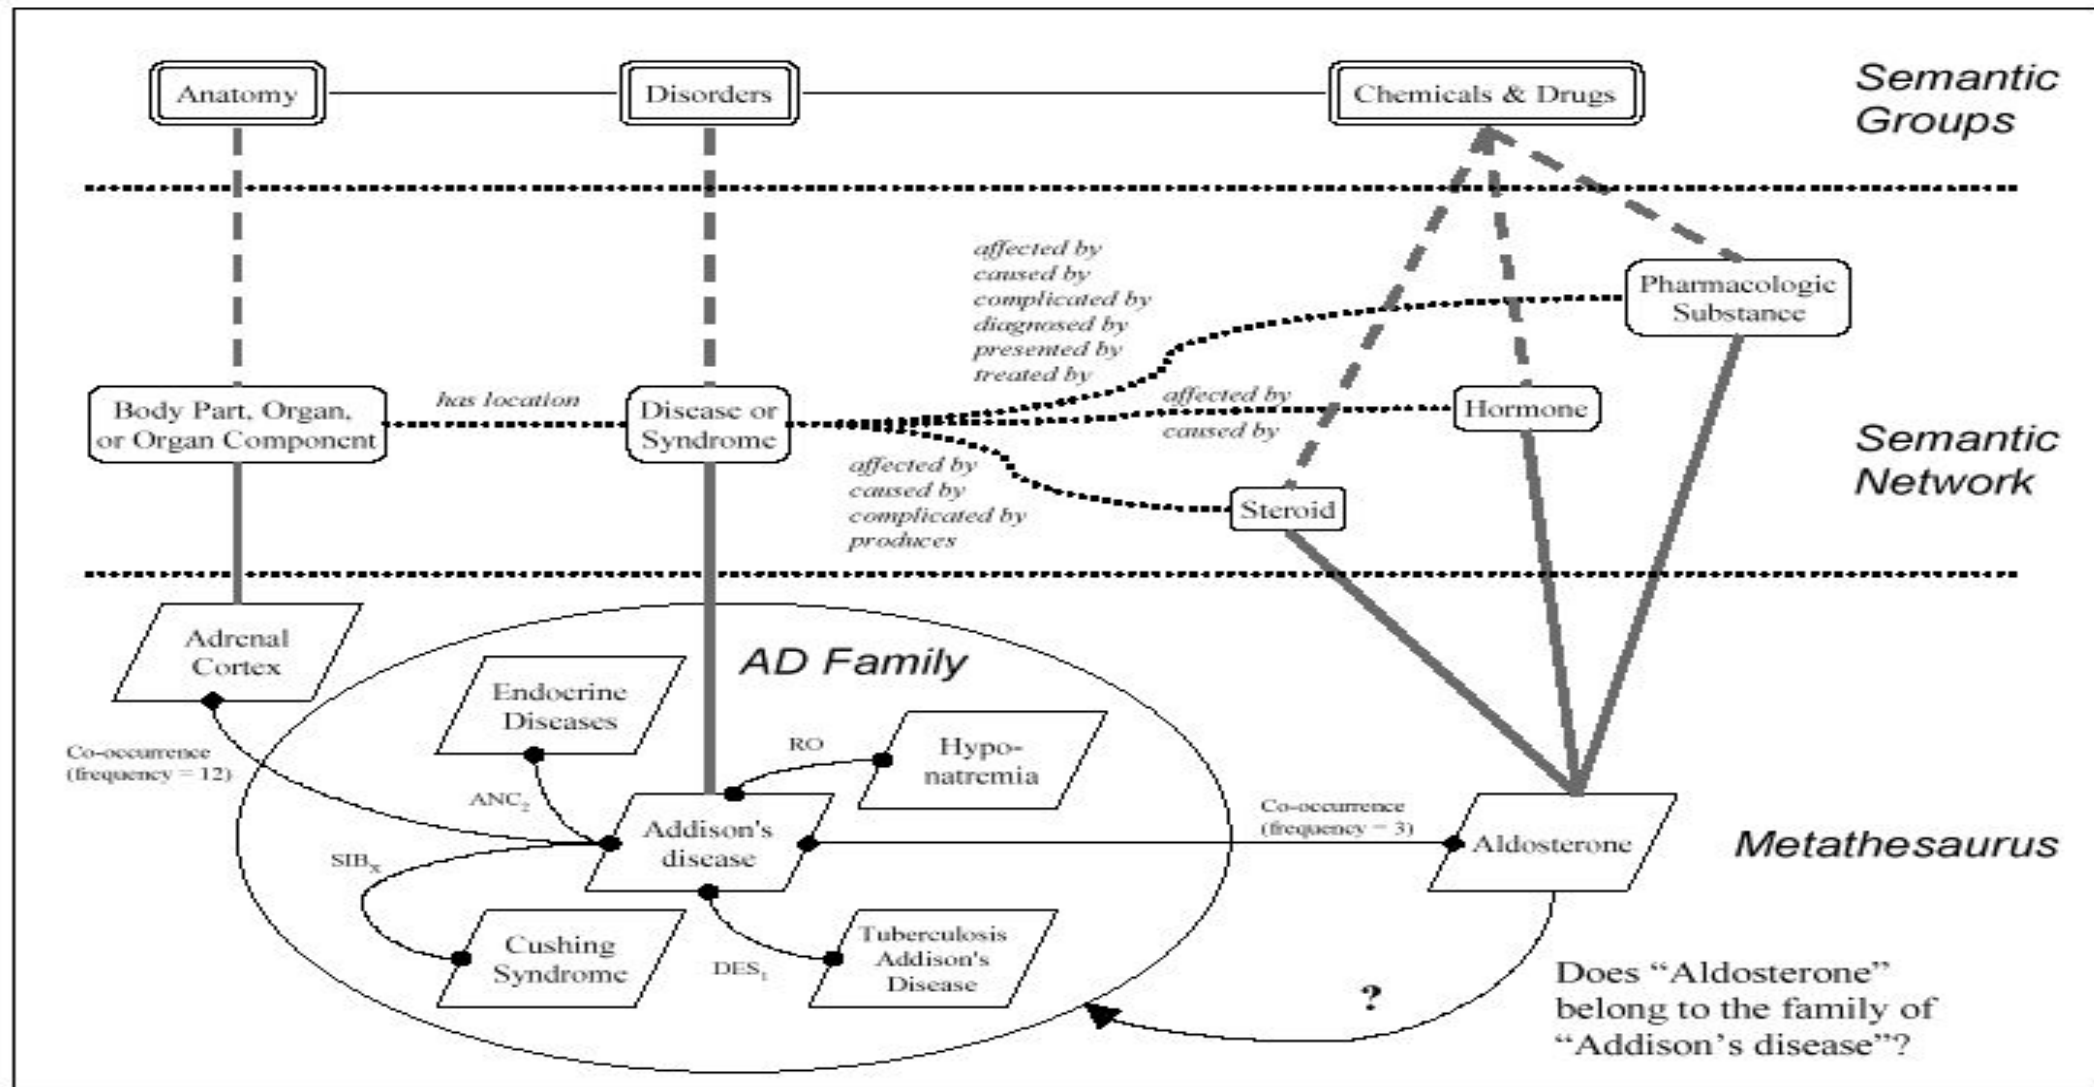 Anatomy
Disorders
Chemicals & Drugs
Semantic
Groups
affected by
caused by
complicated by
diagnosed by
presented by
treated by
Pharmacologic
Substance
Body Part, Organ,
or Organ Component
has location
Disease or
Syndrome
affected by
caused by
Hormone
affected by
caused by
complicated by
produces
Steroid
Semantic
Network
Adrenal
Cortex
AD Family
Endocrine
Diseases
RO
Hypo-
natremia
Co-occurrence
(frequency = 12)
ANC2
Addison's
disease
Co-occurrence
(frequency = 3)
Aldosterone
Metathesaurus
SIBX
Cushing
Syndrome
DES1
Tuberculosis
Addison's
Disease
?
Does “Aldosterone”
belong to the family of
“Addison’s disease”?